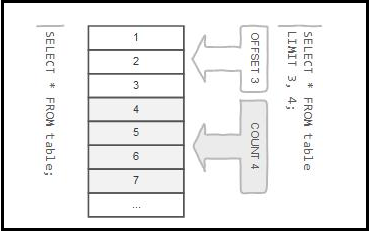 SELECT * FROM table;
1
2
3
4
5
6
7
...
OFFSET 3
COUNT 4
SELECT * FROM table
LIMIT 3, 4;